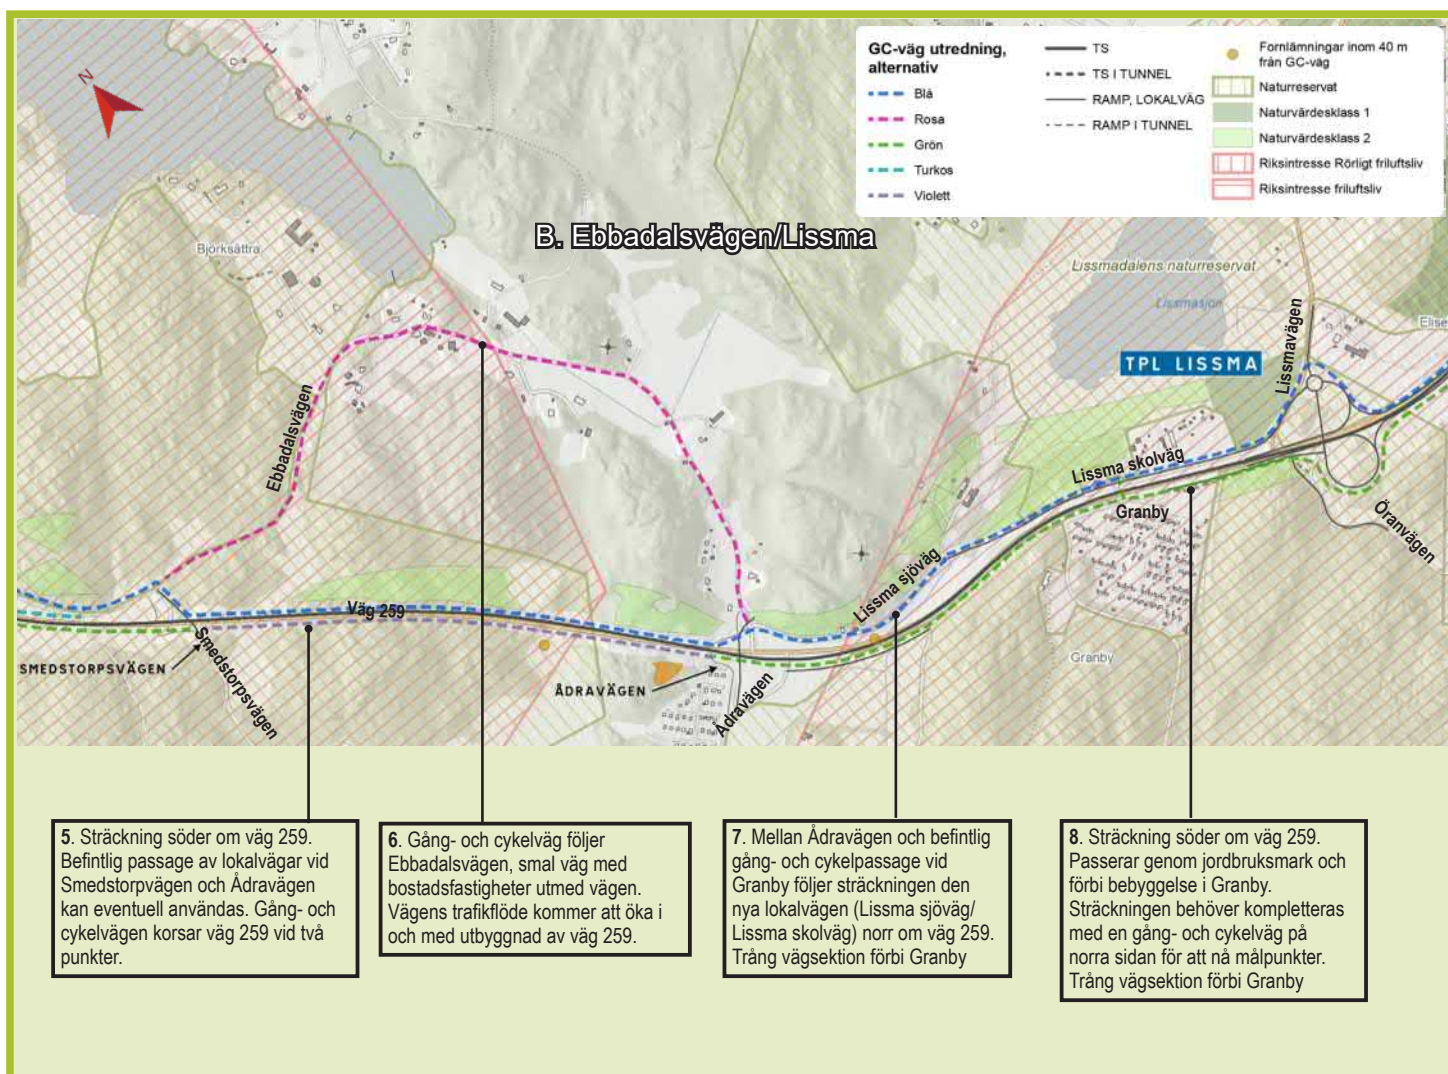 GC-väg utredning,
alternativ
Blå
Rosa
Grön
Turkos
Violett
TS
TS I TUNNEL
RAMP, LOKALVÄG
RAMP I TUNNEL
Fornlämningar inom 40 m
från GC-väg
Naturreservat
Naturvärdesklass 1
Naturvärdesklass 2
Riksintresse Rörligt friluftsliv
Riksintresse friluftsliv
N
B. Ebbadalsvägen/Lissma
Björksättra
Lissmadalens naturreservat
Lissmasjön
Elise
TPL LISSMA
Lissmavägen
Ebbadalsvägen
Lissma skolväg
Granby
Öranvägen
Lissma sjöväg
Väg 259
SMEDSTORPSVÄGEN
Smedstorpsvägen
ÅDRAVÄGEN
Ådravägen
Granby
5. Sträckning söder om väg 259.
Befintlig passage av lokalvägar vid
Smedstorpvägen och Ådravägen
kan eventuell användas. Gång- och
cykelvägen korsar väg 259 vid två
punkter.
6. Gång- och cykelväg följer
Ebbadalsvägen, smal väg med
bostadsfastigheter utmed vägen.
Vägens trafikflöde kommer att öka i
och med utbyggnad av väg 259.
7. Mellan Ådravägen och befintlig
gång- och cykelpassage vid
Granby följer sträckningen den
nya lokalvägen (Lissma sjöväg/
Lissma skolväg) norr om väg 259.
Trång vägsektion förbi Granby
8. Sträckning söder om väg 259.
Passerar genom jordbruksmark och
förbi bebyggelse i Granby.
Sträckningen behöver kompletteras
med en gång- och cykelväg på
norra sidan för att nå målpunkter.
Trång vägsektion förbi Granby